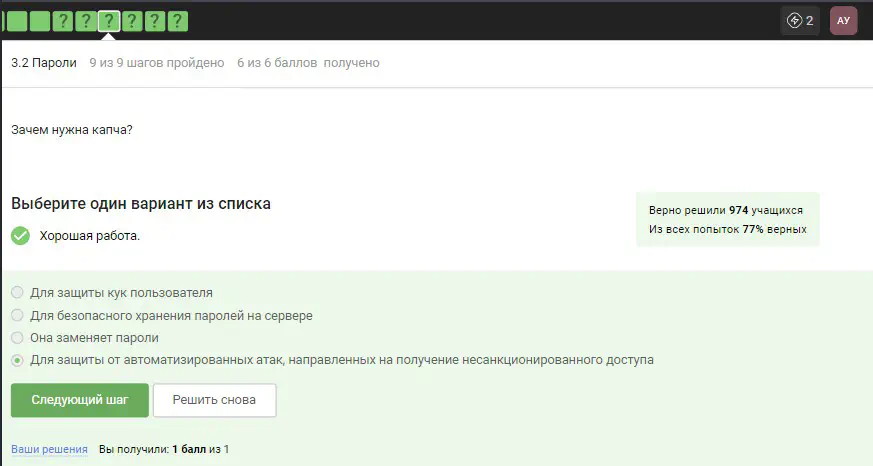 ? ? ? ? ? ?
2
АУ
3.2 Пароли 9 из 9 шагов пройдено 6 из 6 баллов получено
Зачем нужна капча?
Выберите один вариант из списка
Хорошая работа.
Верно решили 974 учащихся
Из всех попыток 77% верных
Для защиты кук пользователя
Для безопасного хранения паролей на сервере
Она заменяет пароли
Для защиты от автоматизированных атак, направленных на получение несанкционированного доступа
Следующий шаг Решить снова
Ваши решения Вы получили: 1 балл из 1